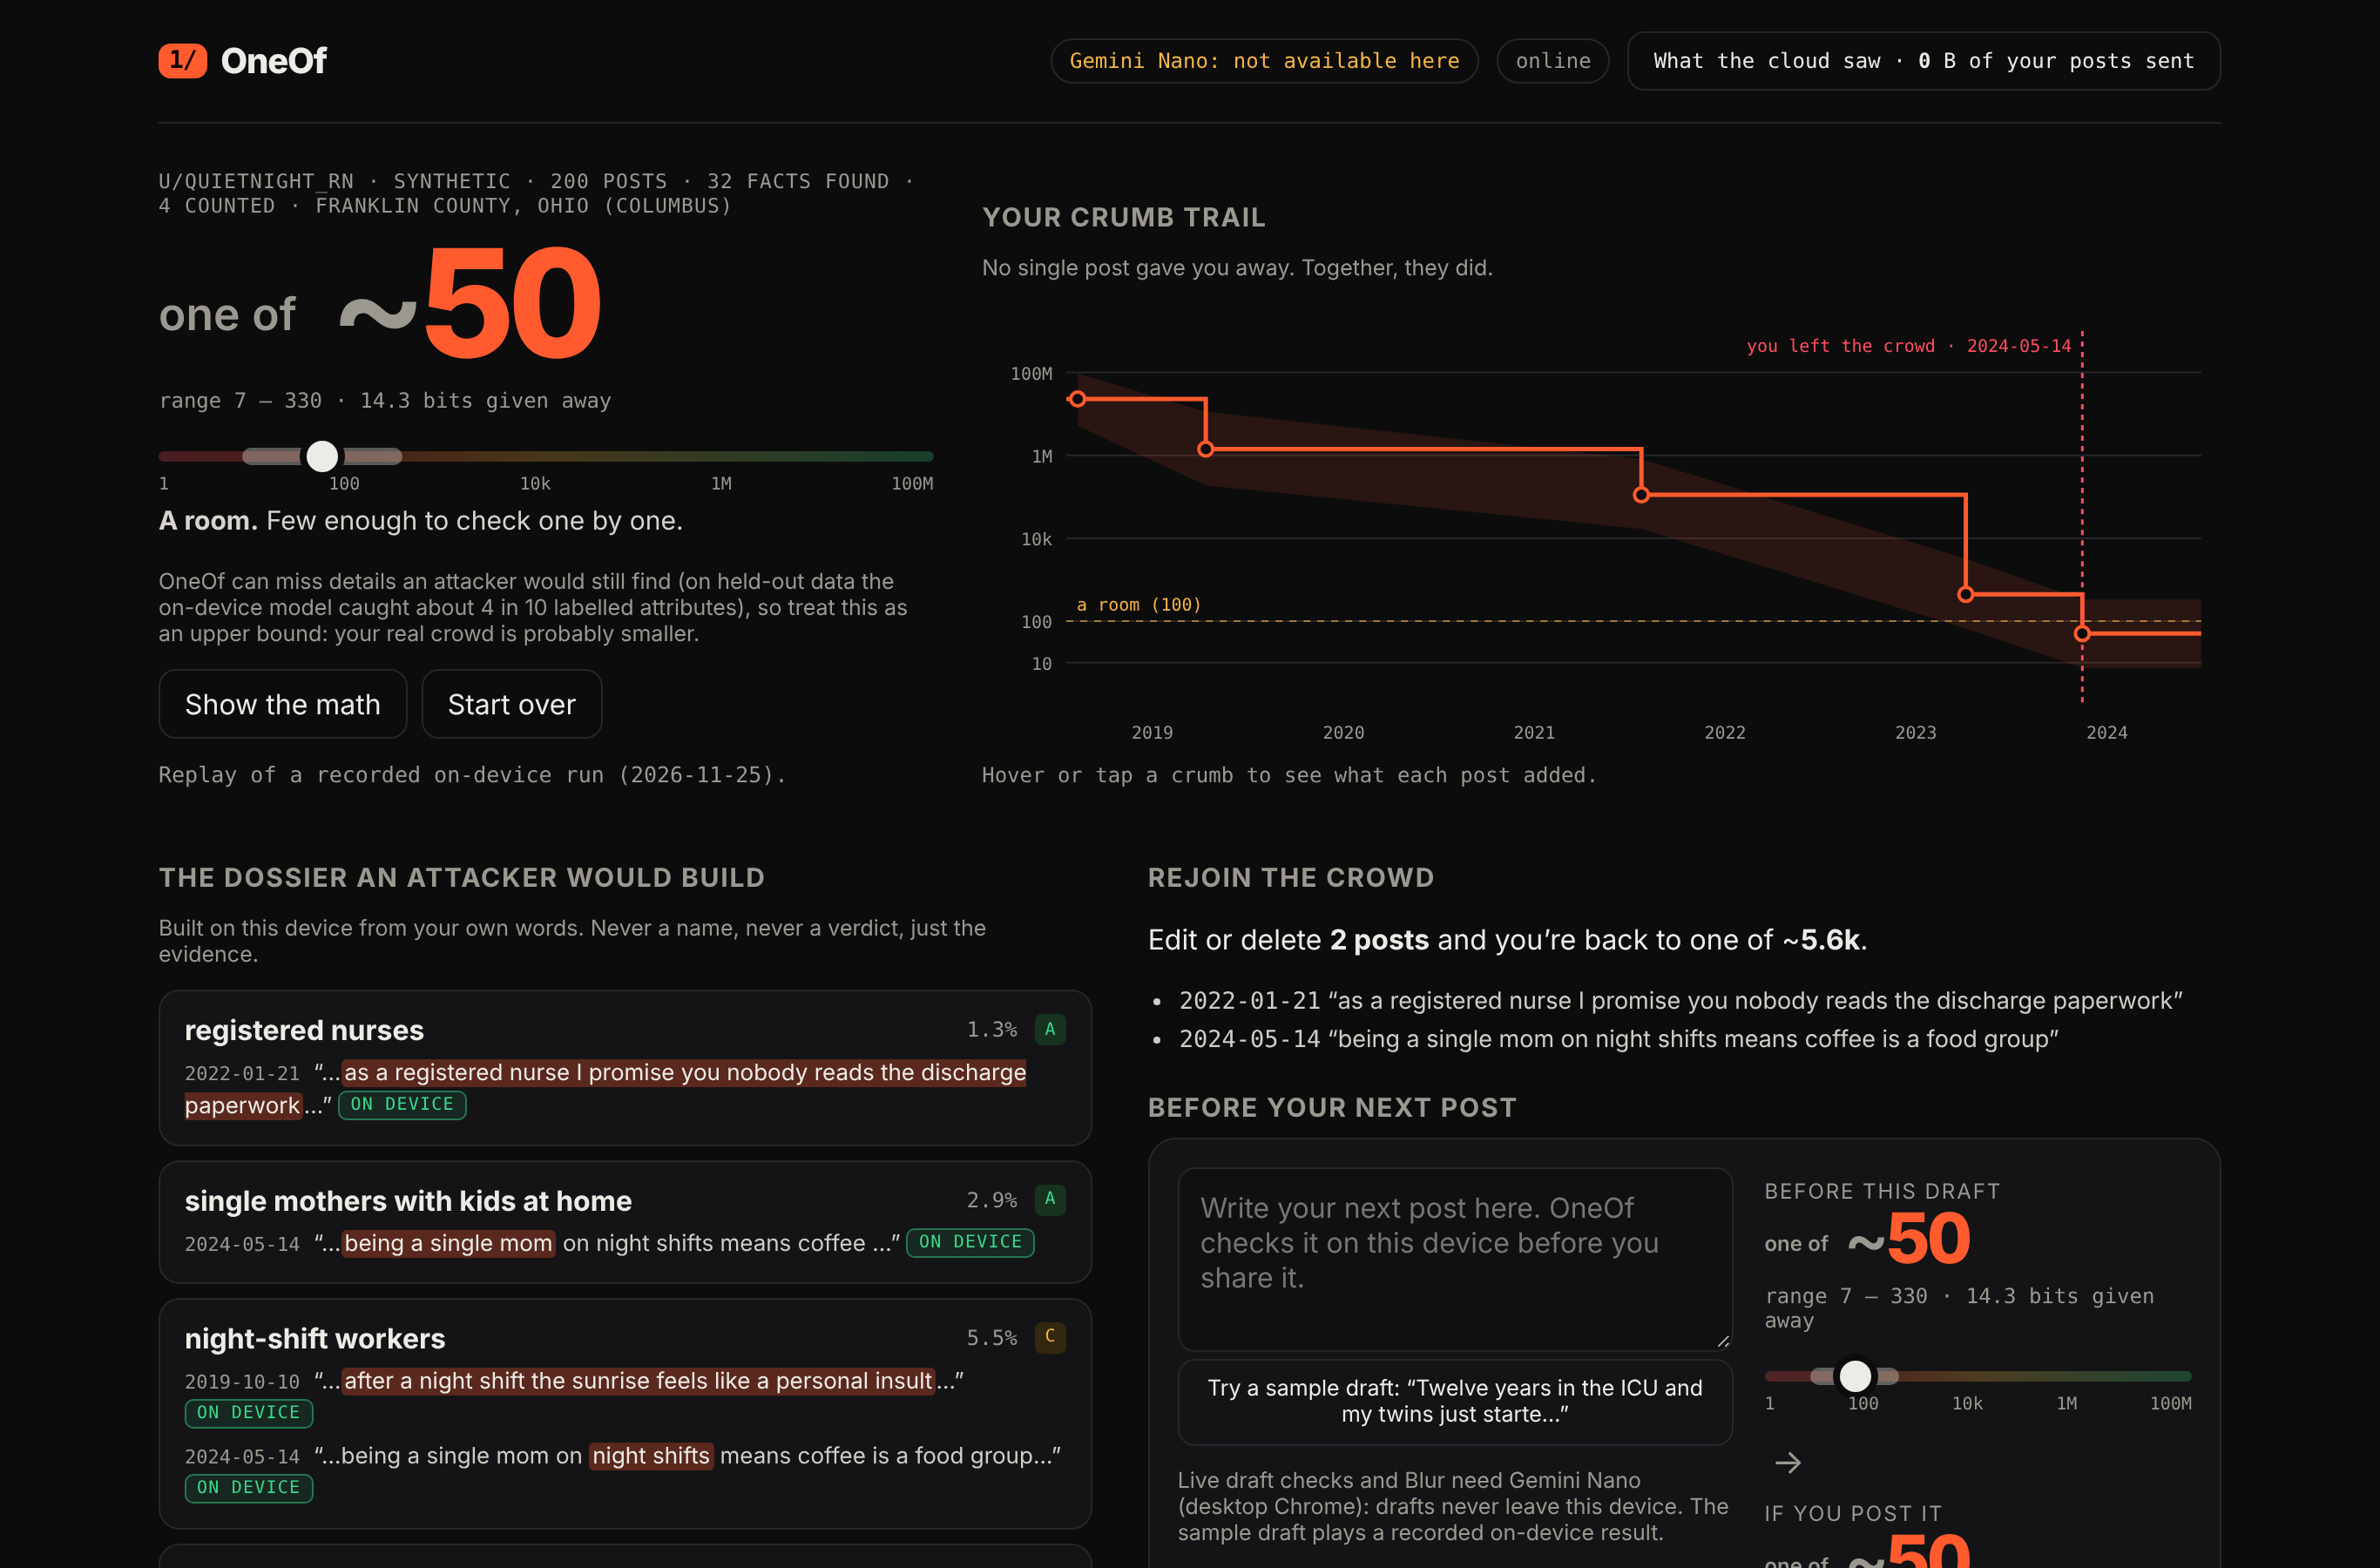 1/ OneOf
Gemini Nano: not available here
online
What the cloud saw · 0 B of your posts sent
U/QUIETNIGHT_RN · SYNTHETIC · 200 POSTS · 32 FACTS FOUND ·
4 COUNTED · FRANKLIN COUNTY, OHIO (COLUMBUS)
one of ~50
range 7 – 330 · 14.3 bits given away
1 100 10k 1M 100M
A room. Few enough to check one by one.
OneOf can miss details an attacker would still find (on held-out data the
on-device model caught about 4 in 10 labelled attributes), so treat this as
an upper bound: your real crowd is probably smaller.
Show the math
Start over
Replay of a recorded on-device run (2026-11-25).
YOUR CRUMB TRAIL
No single post gave you away. Together, they did.
you left the crowd · 2024-05-14
100M
1M
10k
a room (100)
100
10
2019 2020 2021 2022 2023 2024
Hover or tap a crumb to see what each post added.
THE DOSSIER AN ATTACKER WOULD BUILD
Built on this device from your own words. Never a name, never a verdict, just the
evidence.
registered nurses 1.3% A
2022-01-21 “…as a registered nurse I promise you nobody reads the discharge
paperwork…” ON DEVICE
single mothers with kids at home 2.9% A
2024-05-14 “…being a single mom on night shifts means coffee …” ON DEVICE
night-shift workers 5.5% C
2019-10-10 “…after a night shift the sunrise feels like a personal insult…”
ON DEVICE
2024-05-14 “…being a single mom on night shifts means coffee is a food group…”
ON DEVICE
REJOIN THE CROWD
Edit or delete 2 posts and you’re back to one of ~5.6k.
• 2022-01-21 “as a registered nurse I promise you nobody reads the discharge paperwork”
• 2024-05-14 “being a single mom on night shifts means coffee is a food group”
BEFORE YOUR NEXT POST
Write your next post here. OneOf
checks it on this device before you
share it.
Try a sample draft: “Twelve years in the ICU and
my twins just starte…”
Live draft checks and Blur need Gemini Nano
(desktop Chrome): drafts never leave this device. The
sample draft plays a recorded on-device result.
BEFORE THIS DRAFT
one of ~50
range 7 – 330 · 14.3 bits given
away
1 100 10k 1M 100M
→
IF YOU POST IT
one of ~50